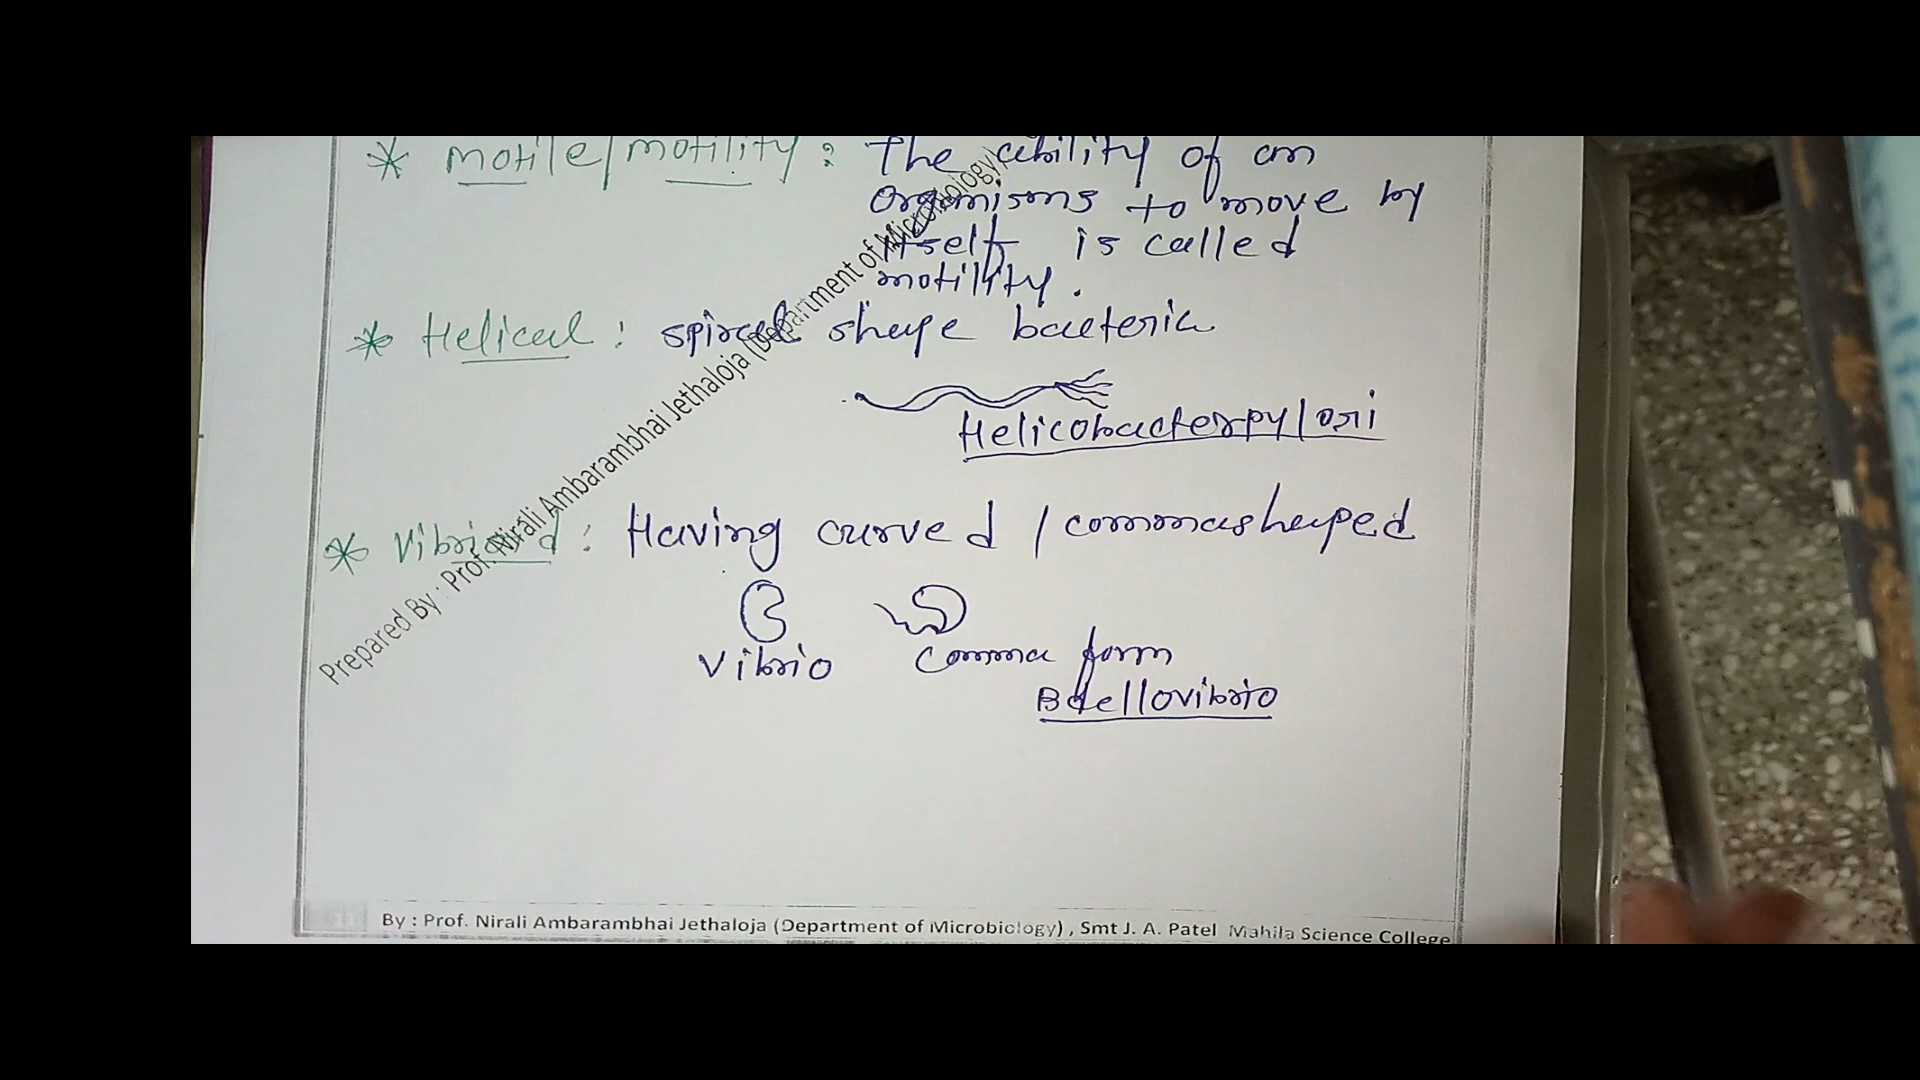 * Motile/motility : The ability of an
organisms to move by
itself is called
motility.
* Helical : spiral shape bacteria
Helicobacterpylori
* Vibrioid : Having curved / commashaped
Vibrio
Comma form
Bdellovibrio
Prepared By : Prof. Nirali Ambarambhai Jethaloja (Department of Microbiology)
By : Prof. Nirali Ambarambhai Jethaloja (Department of Microbiology) , Smt J. A. Patel Mahila Science College